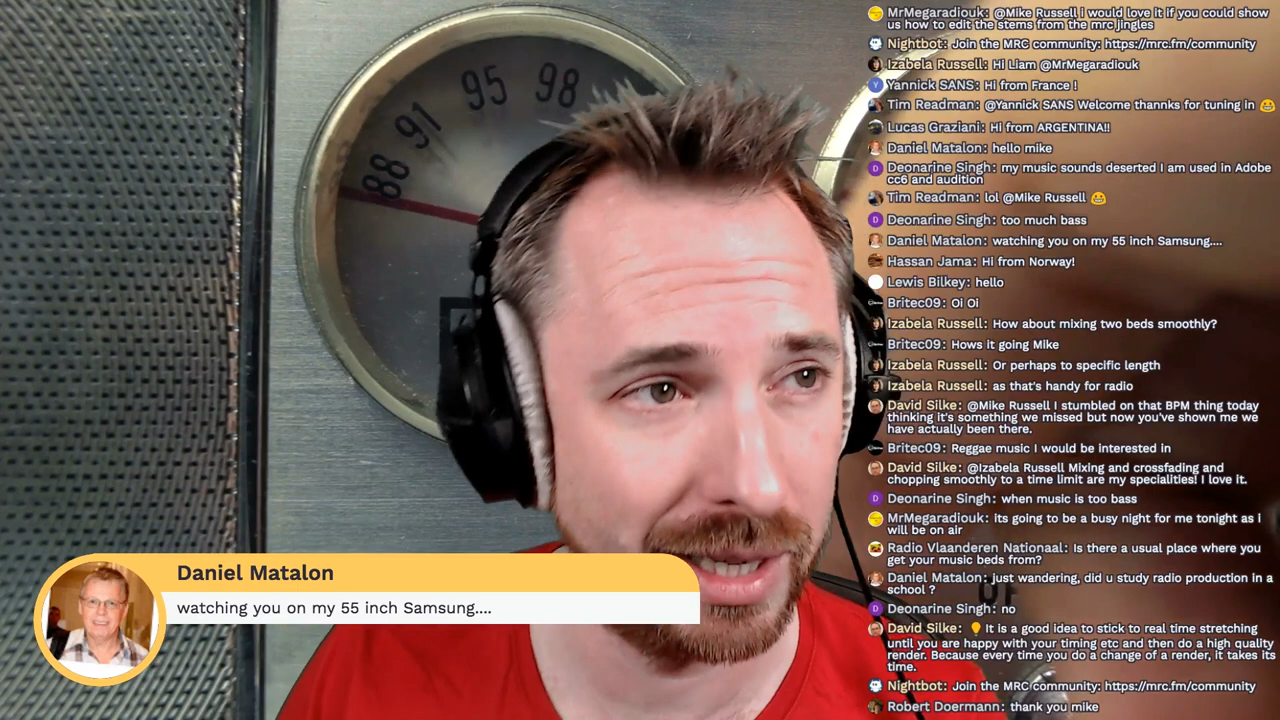 88 91 95 98
MrMegaradiouk: @Mike Russell i would love it if you could show
us how to edit the stems from the mrc jingles
Nightbot: Join the MRC community: https://mrc.fm/community
Izabela Russell: Hi Liam @MrMegaradiouk
Y Yannick SANS: Hi from France !
Tim Readman: @Yannick SANS Welcome thannks for tuning in 😄
Lucas Graziani: Hi from ARGENTINA!!
Daniel Matalon: hello mike
D Deonarine Singh: my music sounds deserted I am used in Adobe
cc6 and audition
Tim Readman: lol @Mike Russell 😄
D Deonarine Singh: too much bass
Daniel Matalon: watching you on my 55 inch Samsung....
Hassan Jama: Hi from Norway!
Lewis Bilkey: hello
Britec09: Oi Oi
Izabela Russell: How about mixing two beds smoothly?
Britec09: Hows it going Mike
Izabela Russell: Or perhaps to specific length
Izabela Russell: as that's handy for radio
David Silke: @Mike Russell I stumbled on that BPM thing today
thinking it's something we missed but now you've shown me we
have actually been there.
Britec09: Reggae music I would be interested in
David Silke: @Izabela Russell Mixing and crossfading and
chopping smoothly to a time limit are my specialities! I love it.
D Deonarine Singh: when music is too bass
MrMegaradiouk: its going to be a busy night for me tonight as i
will be on air
Radio Vlaanderen Nationaal: Is there a usual place where you
get your music beds from?
Daniel Matalon: just wandering, did u study radio production in a
school ?
D Deonarine Singh: no
David Silke: 💡 It is a good idea to stick to real time stretching
until you are happy with your timing etc and then do a high quality
render. Because every time you do a change of a render, it takes its
time.
Nightbot: Join the MRC community: https://mrc.fm/community
Robert Doermann: thank you mike
Daniel Matalon
watching you on my 55 inch Samsung....